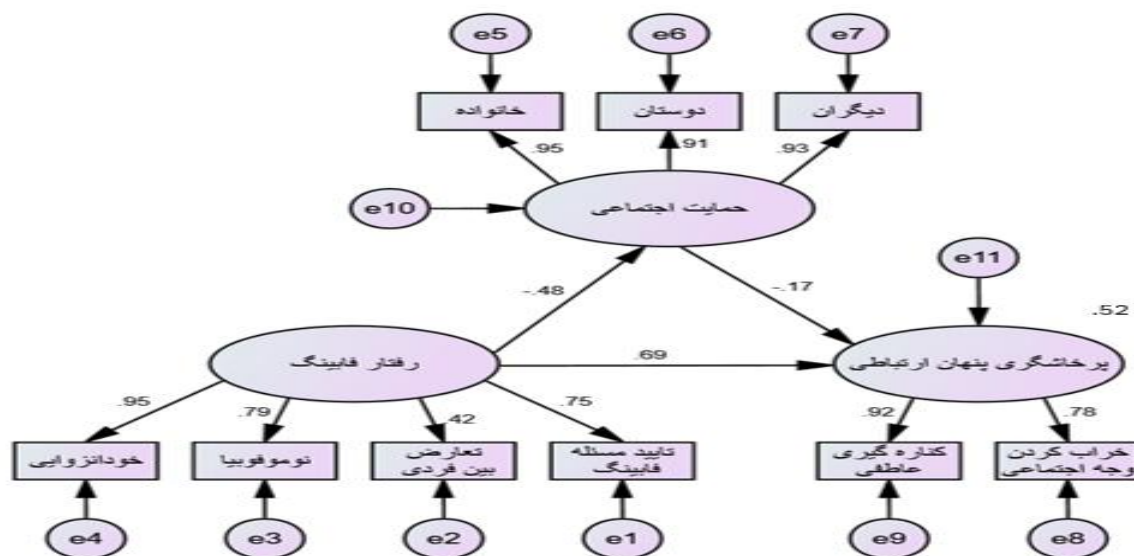 e5
e6
e7
خانواده
دوستان
دیگران
.95
.91
.93
e10
حمایت اجتماعی
e11
-.48
-.17
.52
رفتار فابینگ
.69
پرخاشگری پنهان ارتباطی
.95
.79
.42
.75
.92
.78
خودانزوایی
نوموفوبیا
تعارض
بین فردی
تایید مسئله
فابینگ
کناره گیری
عاطفی
خراب کردن
وجه اجتماعی
e4
e3
e2
e1
e9
e8